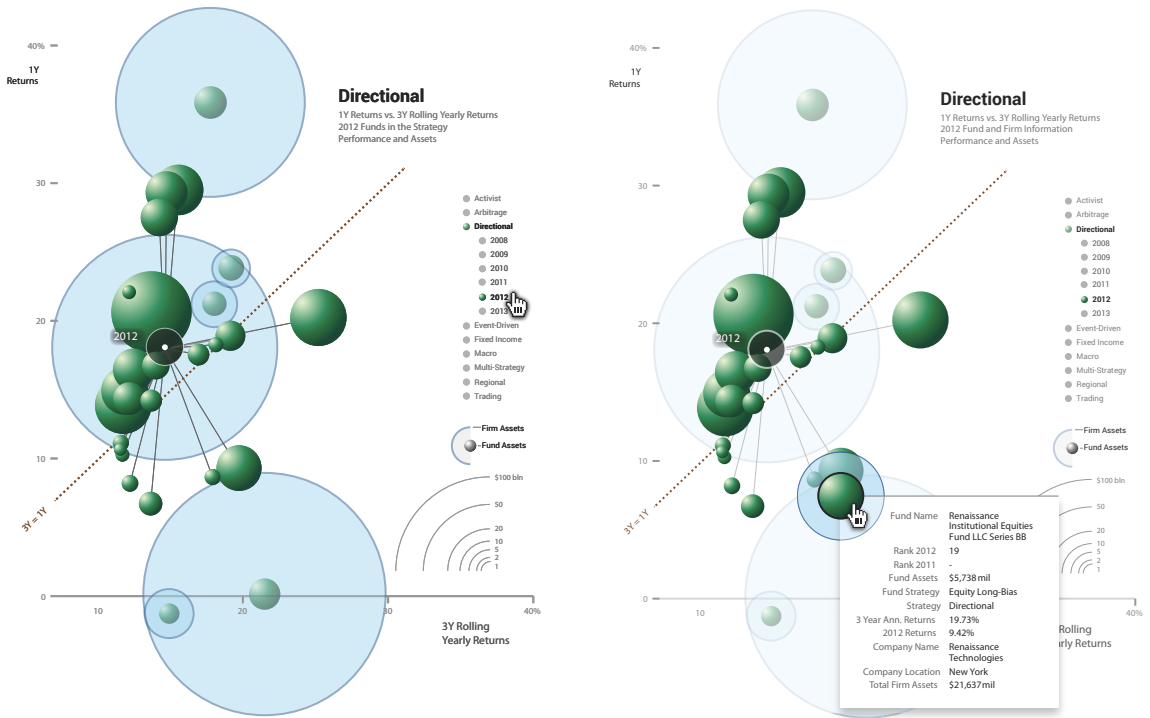 40%
1Y
Returns
Directional
1Y Returns vs. 3Y Rolling Yearly Returns
2012 Funds in the Strategy
Performance and Assets
30
Activist
Arbitrage
Directional
2008
2009
2010
2011
2012
2013
Event-Driven
Fixed Income
Macro
Multi-Strategy
Regional
Trading
20
2012
Firm Assets
Fund Assets
10
$100 bln
50
20
10
5
2
1
3Y = 1Y
0
10
20
30
40%
3Y Rolling
Yearly Returns
40%
1Y
Returns
Directional
1Y Returns vs. 3Y Rolling Yearly Returns
2012 Fund and Firm Information
Performance and Assets
30
Activist
Arbitrage
Directional
2008
2009
2010
2011
2012
2013
Event-Driven
Fixed Income
Macro
Multi-Strategy
Regional
Trading
20
2012
Firm Assets
Fund Assets
10
$100 bln
50
20
10
5
2
1
3Y = 1Y
0
10
40%
Rolling
Returns
Fund Name Renaissance
Institutional Equities
Fund LLC Series BB
Rank 2012 19
Rank 2011 -
Fund Assets $5,738 mil
Fund Strategy Equity Long-Bias
Strategy Directional
3 Year Ann. Returns 19.73%
2012 Returns 9.42%
Company Name Renaissance
Technologies
Company Location New York
Total Firm Assets $21,637 mil